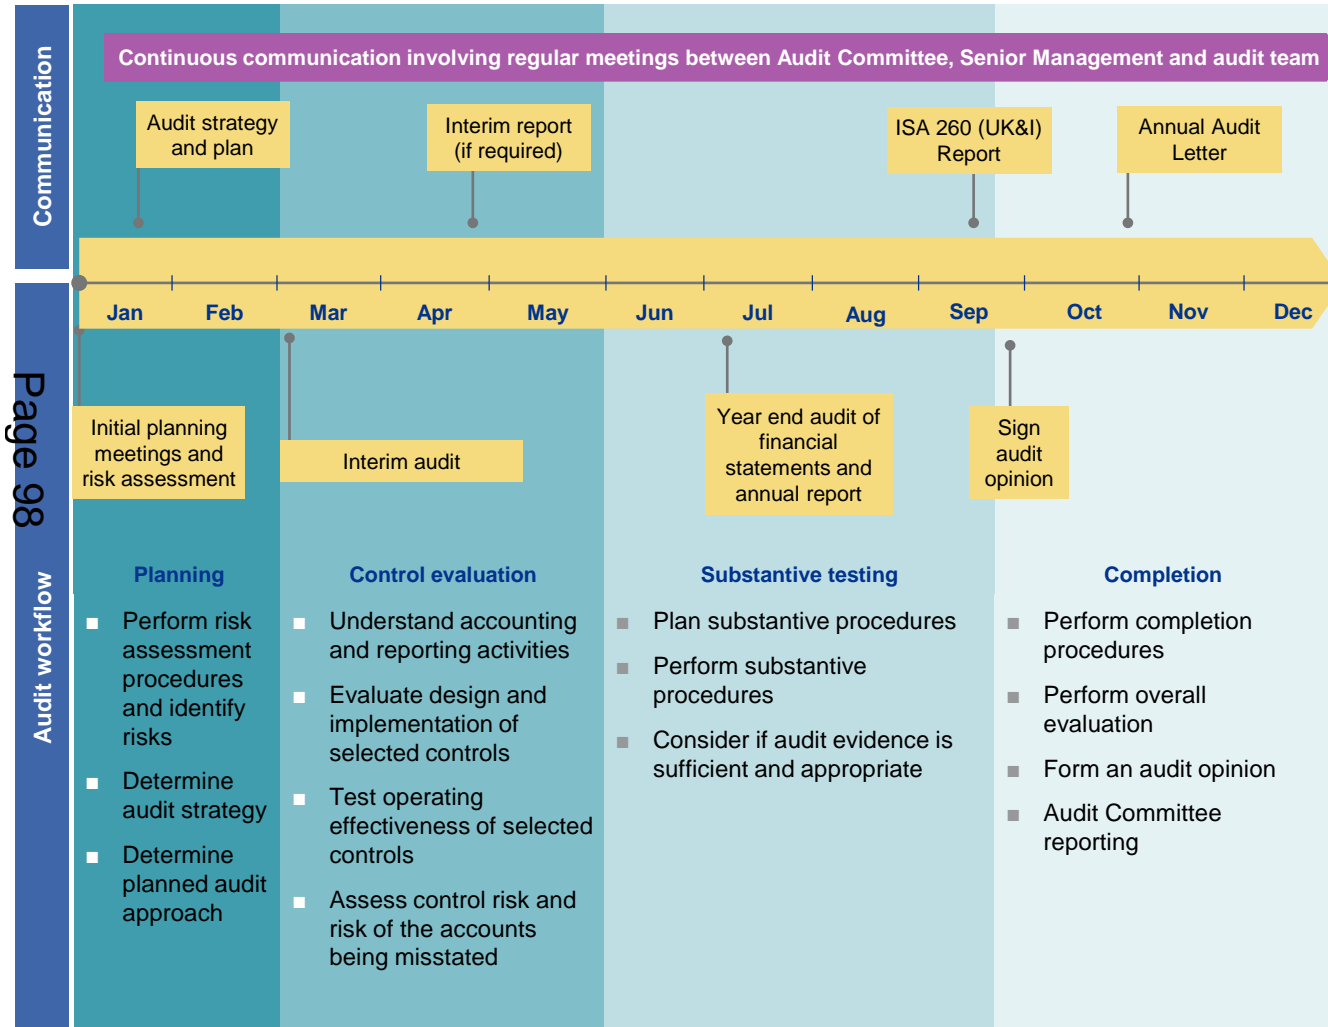 Communication
Continuous communication involving regular meetings between Audit Committee, Senior Management and audit team
Audit strategy
and plan
Interim report
(if required)
ISA 260 (UK&I)
Report
Annual Audit
Letter
Jan
Feb
Mar
Apr
May
Jun
Jul
Aug
Sep
Oct
Nov
Dec
Page 98
Initial planning
meetings and
risk assessment
Interim audit
Year end audit of
financial
statements and
annual report
Sign
audit
opinion
Audit workflow
Planning
Perform risk
assessment
procedures
and identify
risks
Determine
audit strategy
Determine
planned audit
approach
Control evaluation
Understand accounting
and reporting activities
Evaluate design and
implementation of
selected controls
Test operating
effectiveness of selected
controls
Assess control risk and
risk of the accounts
being misstated
Substantive testing
Plan substantive procedures
Perform substantive
procedures
Consider if audit evidence is
sufficient and appropriate
Completion
Perform completion
procedures
Perform overall
evaluation
Form an audit opinion
Audit Committee
reporting